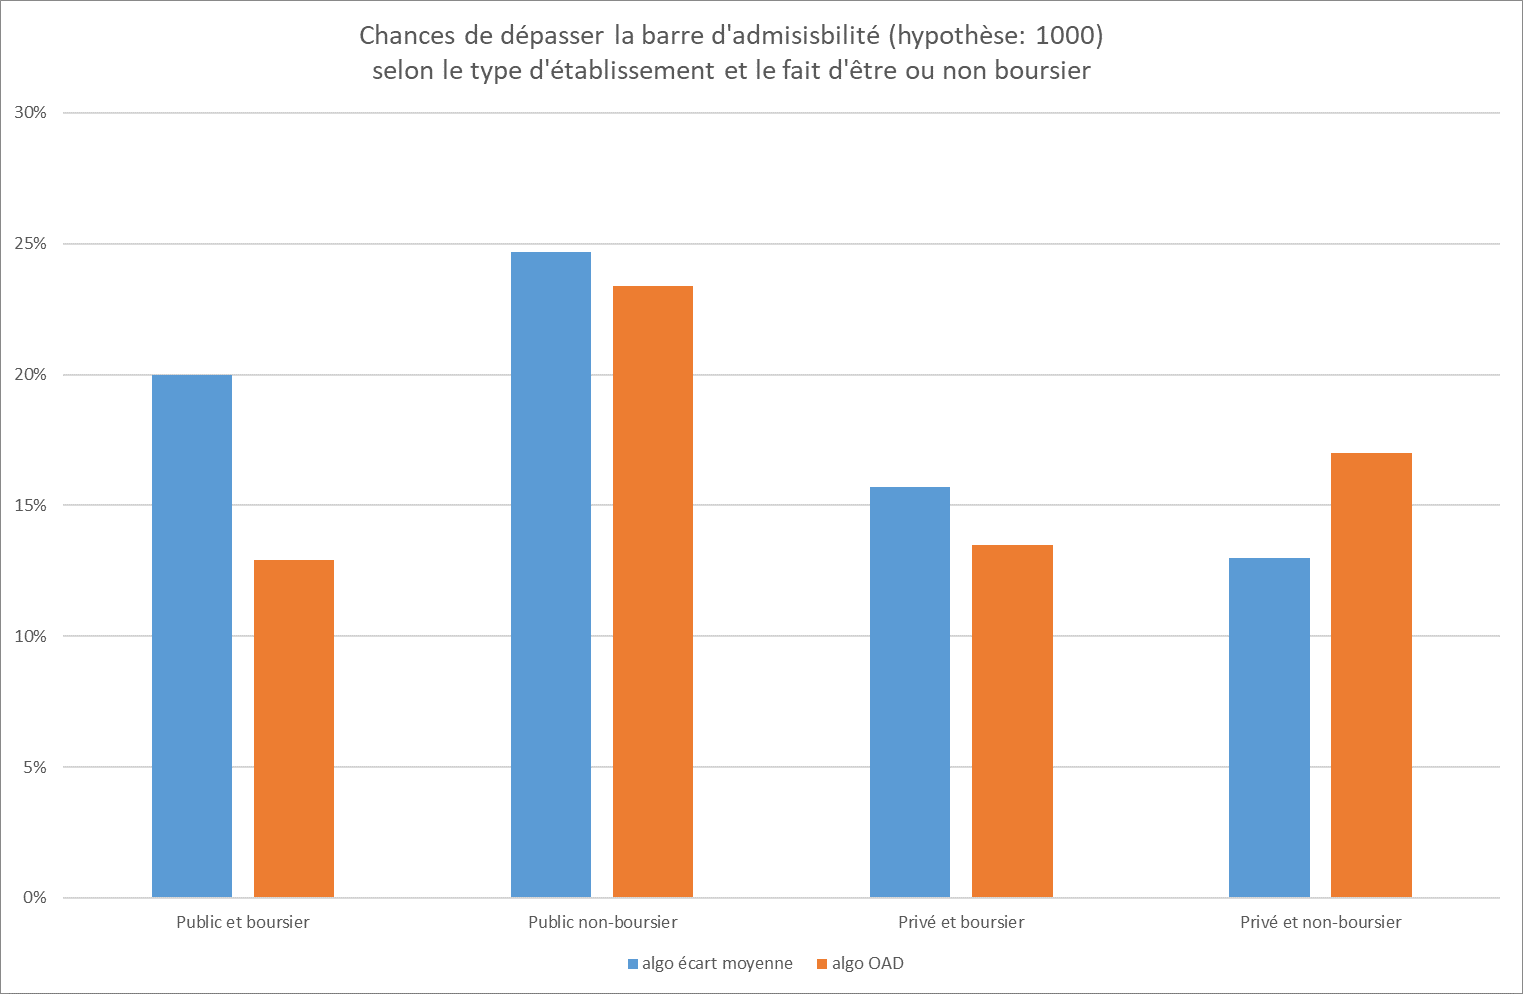 Chances de dépasser la barre d'admisisbilité (hypothèse: 1000)
selon le type d'établissement et le fait d'être ou non boursier
30%
25%
20%
15%
10%
5%
0%
Public et boursier
Public non-boursier
Privé et boursier
Privé et non-boursier
algo écart moyenne
algo OAD